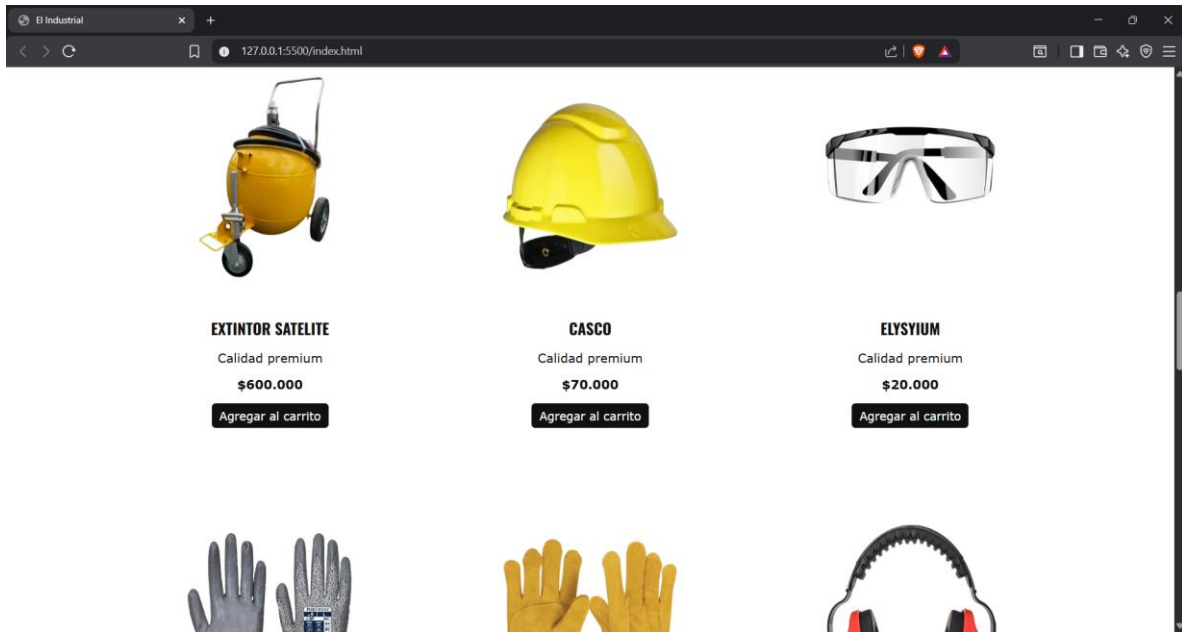 El Industrial
127.0.0.1:5500/index.html
EXTINTOR SATELITE
CASCO
ELYSYIUM
Calidad premium
Calidad premium
Calidad premium
$600.000
$70.000
$20.000
Agregar al carrito
Agregar al carrito
Agregar al carrito